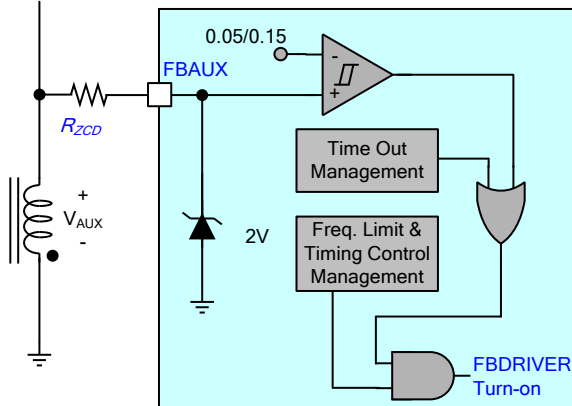 0.05/0.15
FBAUX
-
+
R_ZCD
Time Out
Management
+
V_AUX
-
2V
Freq. Limit &
Timing Control
Management
FBDRIVER
Turn-on